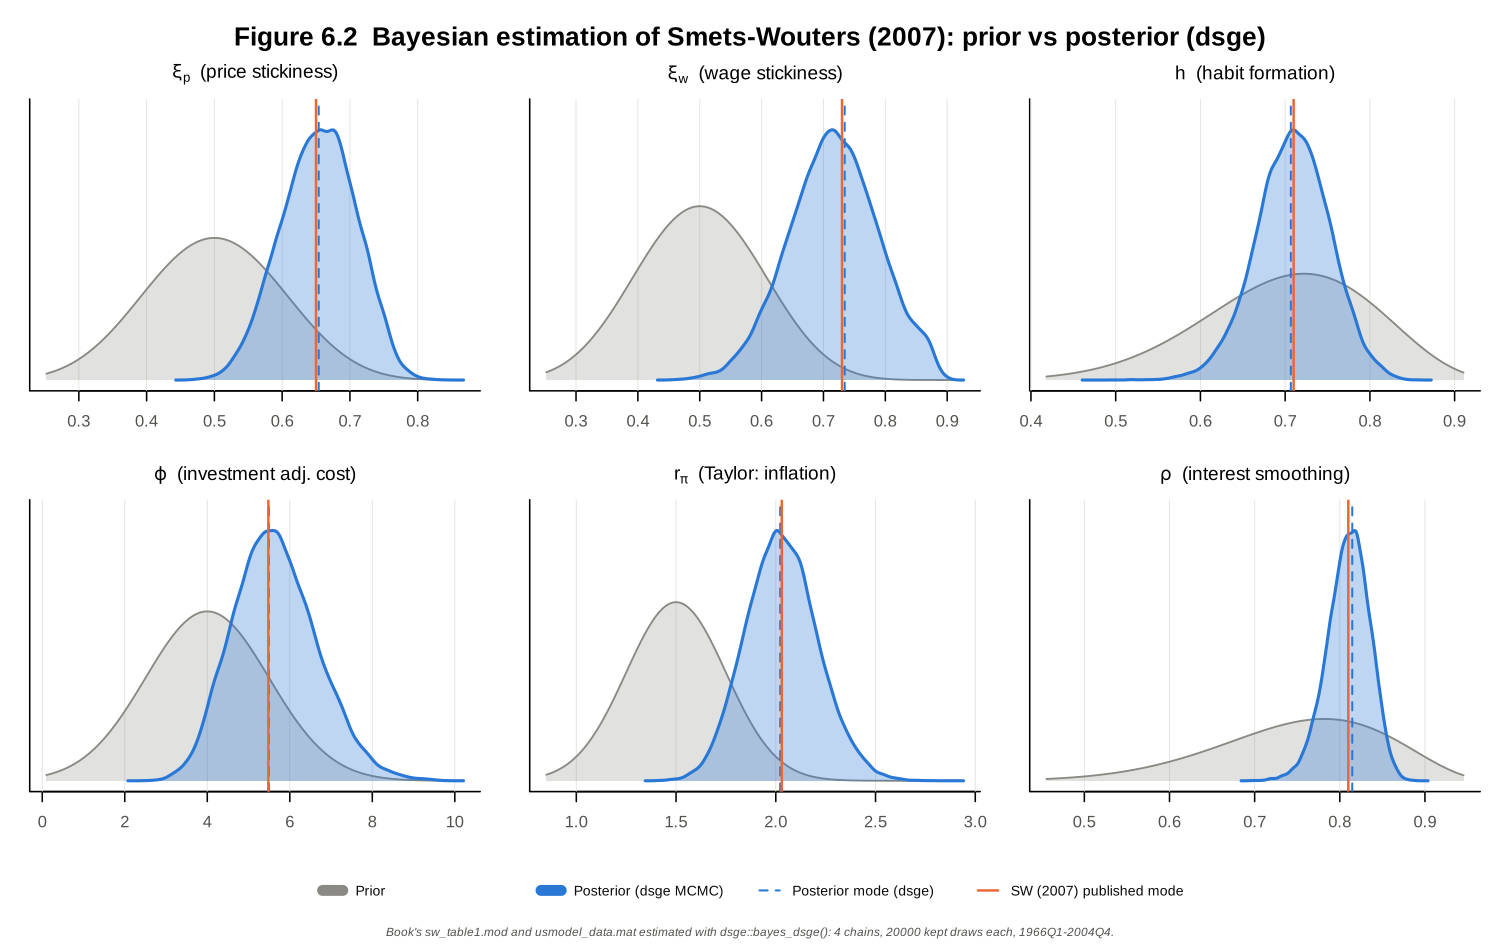 Figure 6.2  Bayesian estimation of Smets-Wouters (2007): prior vs posterior (dsge)
ξp (price stickiness)
ξw (wage stickiness)
h (habit formation)
0.3 0.4 0.5 0.6 0.7 0.8
0.3 0.4 0.5 0.6 0.7 0.8 0.9
0.4 0.5 0.6 0.7 0.8 0.9
ϕ (investment adj. cost)
rπ (Taylor: inflation)
ρ (interest smoothing)
0 2 4 6 8 10
1.0 1.5 2.0 2.5 3.0
0.5 0.6 0.7 0.8 0.9
Prior
Posterior (dsge MCMC)
Posterior mode (dsge)
SW (2007) published mode
Book's sw_table1.mod and usmodel_data.mat estimated with dsge::bayes_dsge(): 4 chains, 20000 kept draws each, 1966Q1-2004Q4.